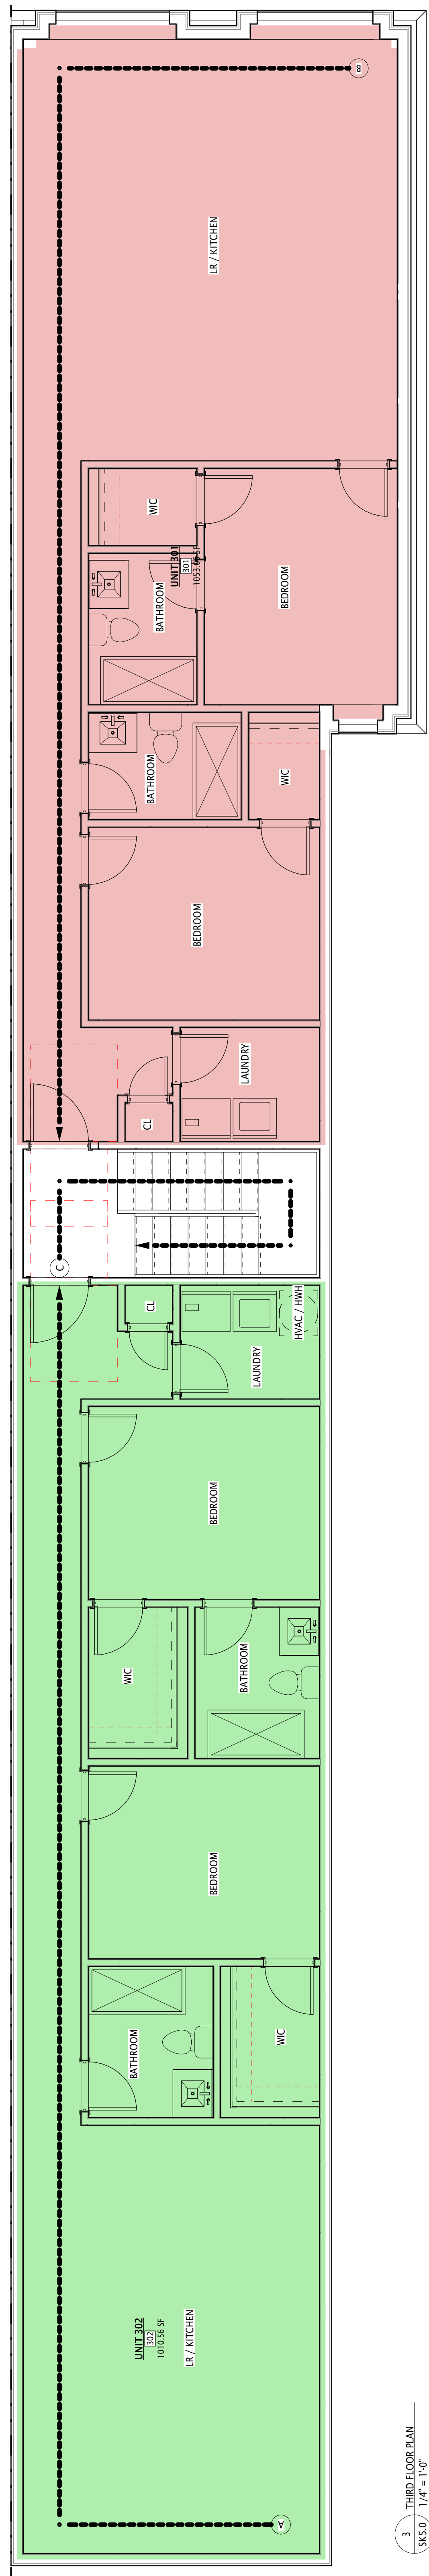 B
LR / KITCHEN
WIC
UNIT 301
301
BATHROOM
BEDROOM
BATHROOM
WIC
BEDROOM
LAUNDRY
CL
C
CL
HVAC / HWH
LAUNDRY
BEDROOM
WIC
BATHROOM
BEDROOM
BATHROOM
WIC
UNIT 302
302
1010.56 SF
LR / KITCHEN
A
3
THIRD FLOOR PLAN
SK5.0
1/4" = 1'-0"